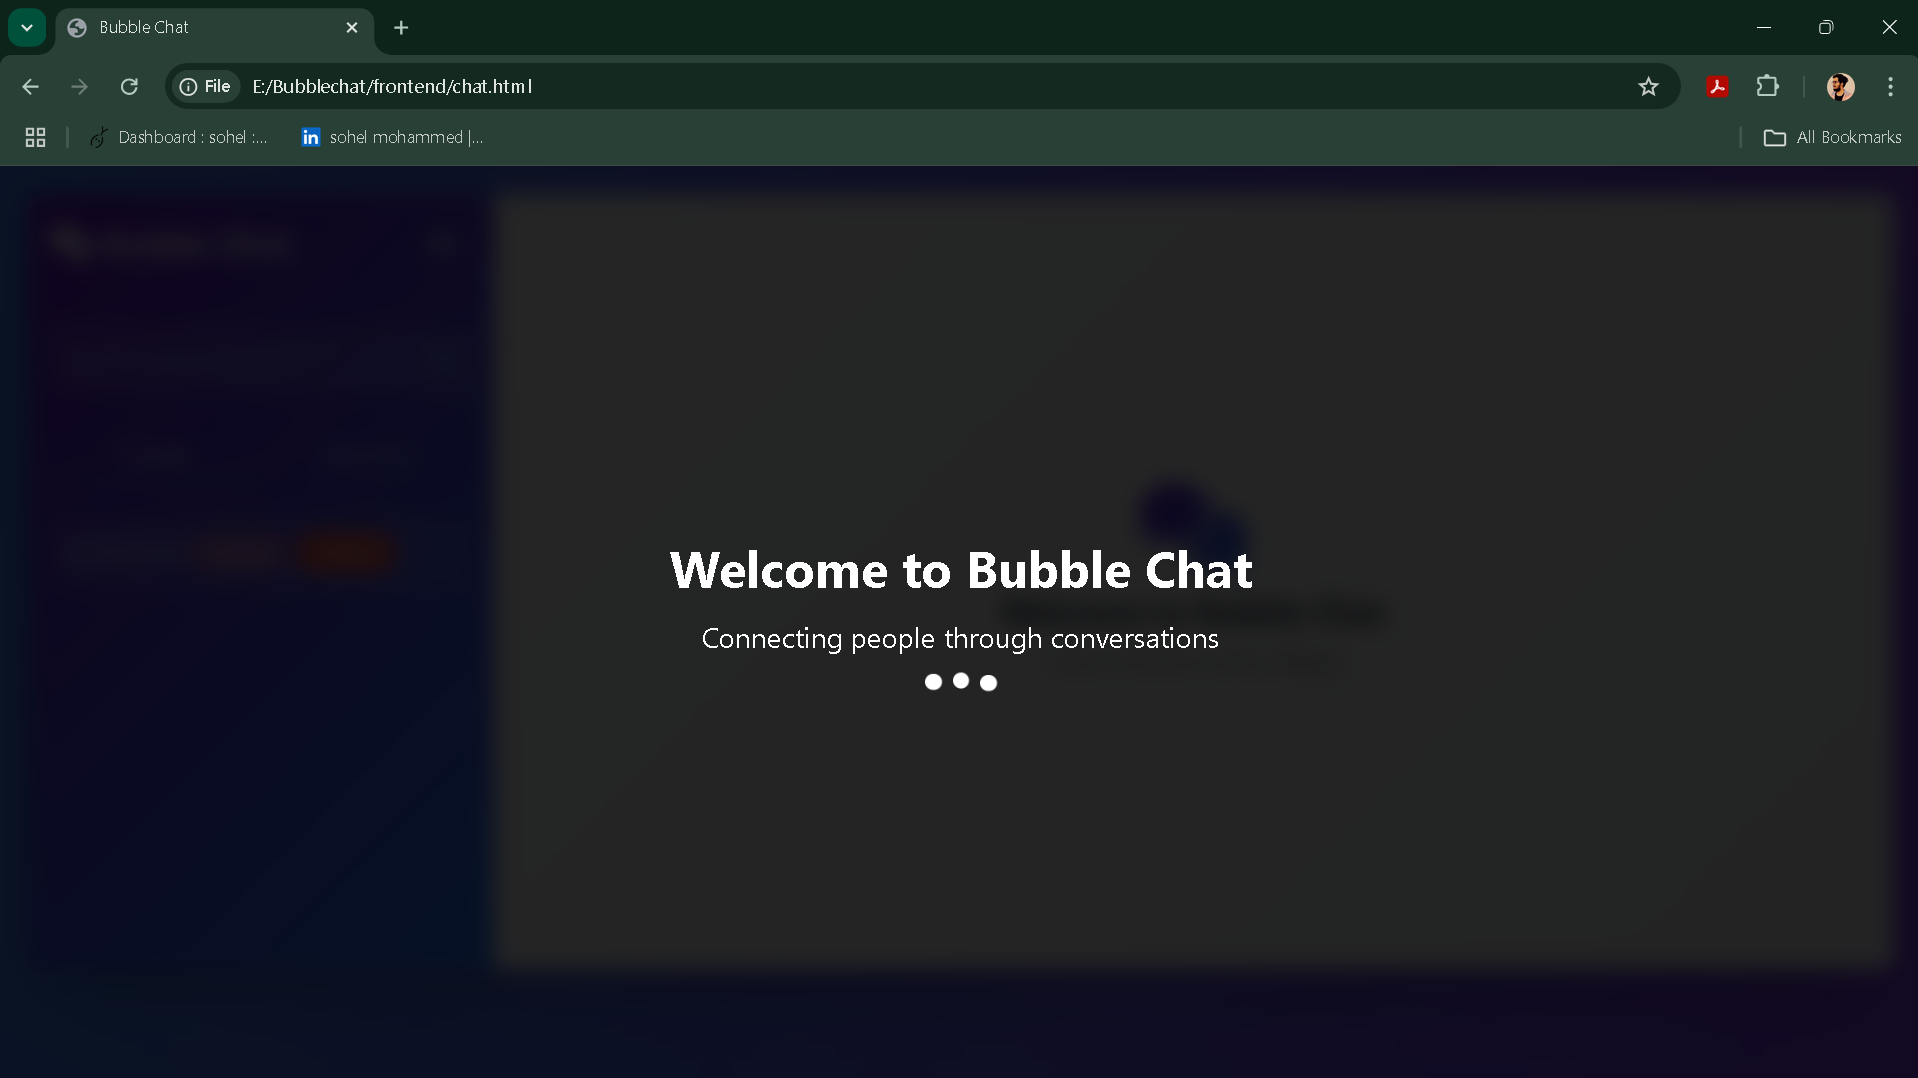 Bubble Chat
File
E:/Bubblechat/frontend/chat.html
Dashboard : sohel :...
in
sohel mohammed |...
All Bookmarks
Welcome to Bubble Chat
Connecting people through conversations